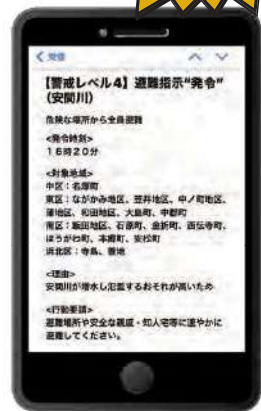 受信
【警戒レベル4】避難指示“発令”
(安間川)
危険な場所から全員避難
<発令時刻>
16時20分
<対象地域>
中区：名塚町
東区：ながかみ地区、笠井地区、中ノ町地区、
蒲地区、和田地区、大島町、中郡町
南区：飯田地区、石原町、金折町、西伝寺町、
ほうがわ町、本郷町、安松町
浜北区：寺島、善地
<理由>
安間川が増水し氾濫するおそれが高いため
<行動要請>
避難場所や安全な親戚・知人宅等に速やかに
避難してください。